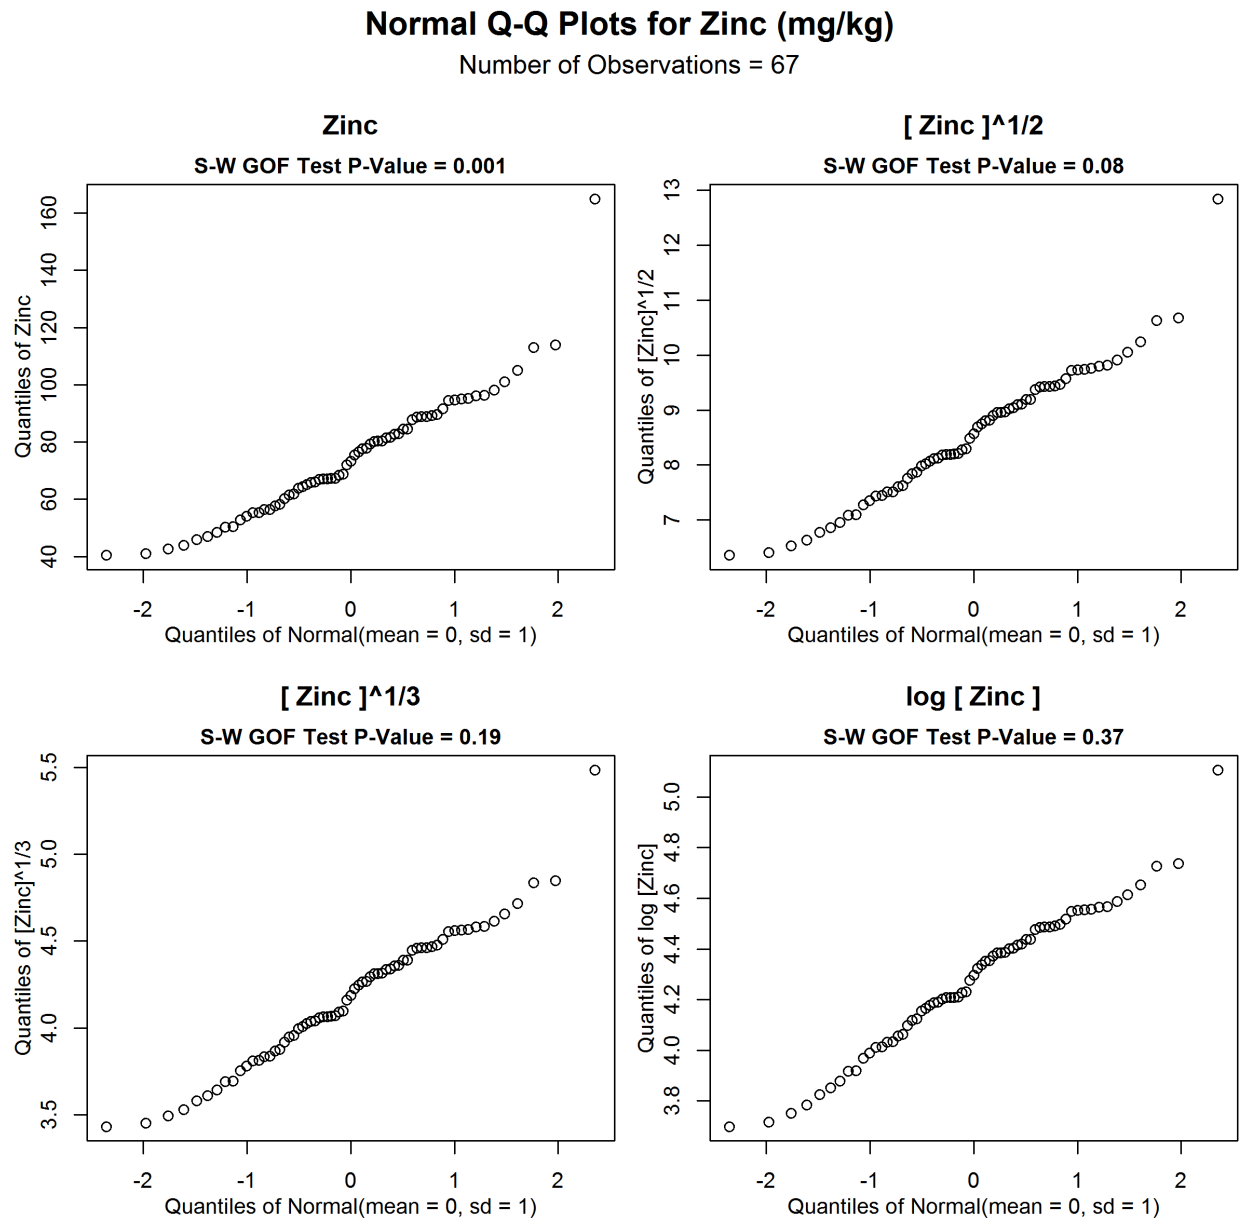 Normal Q-Q Plots for Zinc (mg/kg)
Number of Observations = 67
Zinc
S-W GOF Test P-Value = 0.001
Quantiles of Zinc
160
140
120
100
80
60
40
-2 -1 0 1 2
Quantiles of Normal(mean = 0, sd = 1)
[ Zinc ]^1/2
S-W GOF Test P-Value = 0.08
Quantiles of [Zinc]^1/2
13
12
11
10
9
8
7
-2 -1 0 1 2
Quantiles of Normal(mean = 0, sd = 1)
[ Zinc ]^1/3
S-W GOF Test P-Value = 0.19
Quantiles of [Zinc]^1/3
5.5
5.0
4.5
4.0
3.5
-2 -1 0 1 2
Quantiles of Normal(mean = 0, sd = 1)
log [ Zinc ]
S-W GOF Test P-Value = 0.37
Quantiles of log [Zinc]
5.0
4.8
4.6
4.4
4.2
4.0
3.8
-2 -1 0 1 2
Quantiles of Normal(mean = 0, sd = 1)